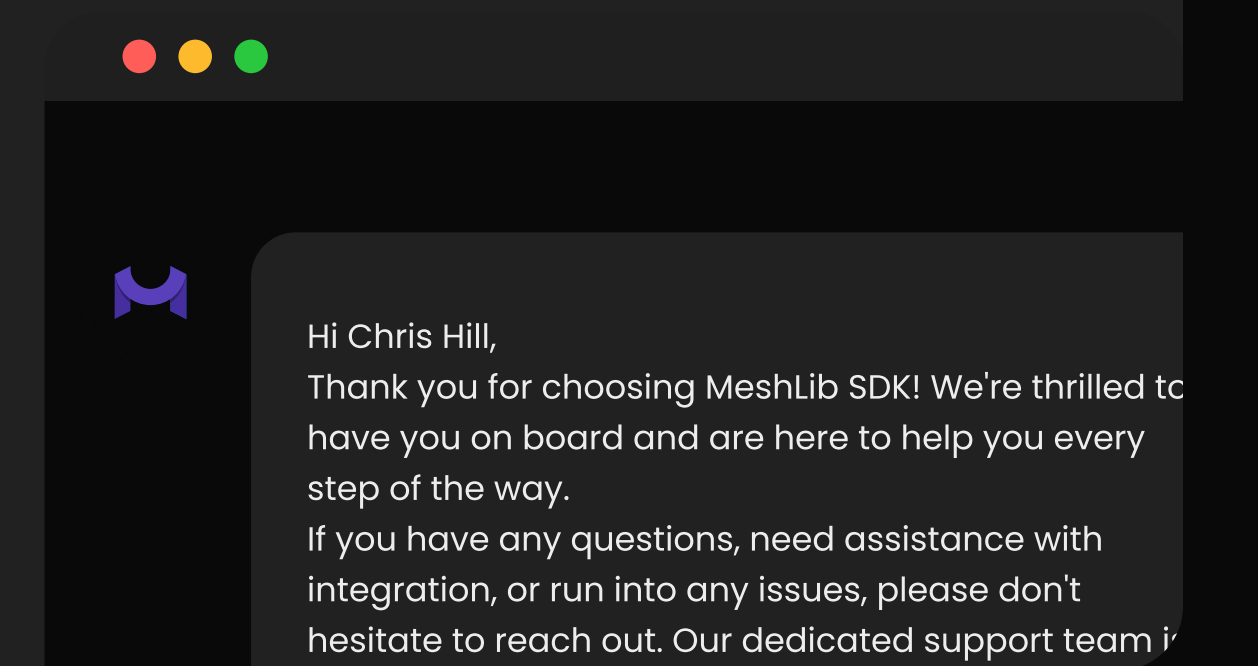 Hi Chris Hill,
Thank you for choosing MeshLib SDK! We're thrilled to
have you on board and are here to help you every
step of the way.
If you have any questions, need assistance with
integration, or run into any issues, please don't
hesitate to reach out. Our dedicated support team is